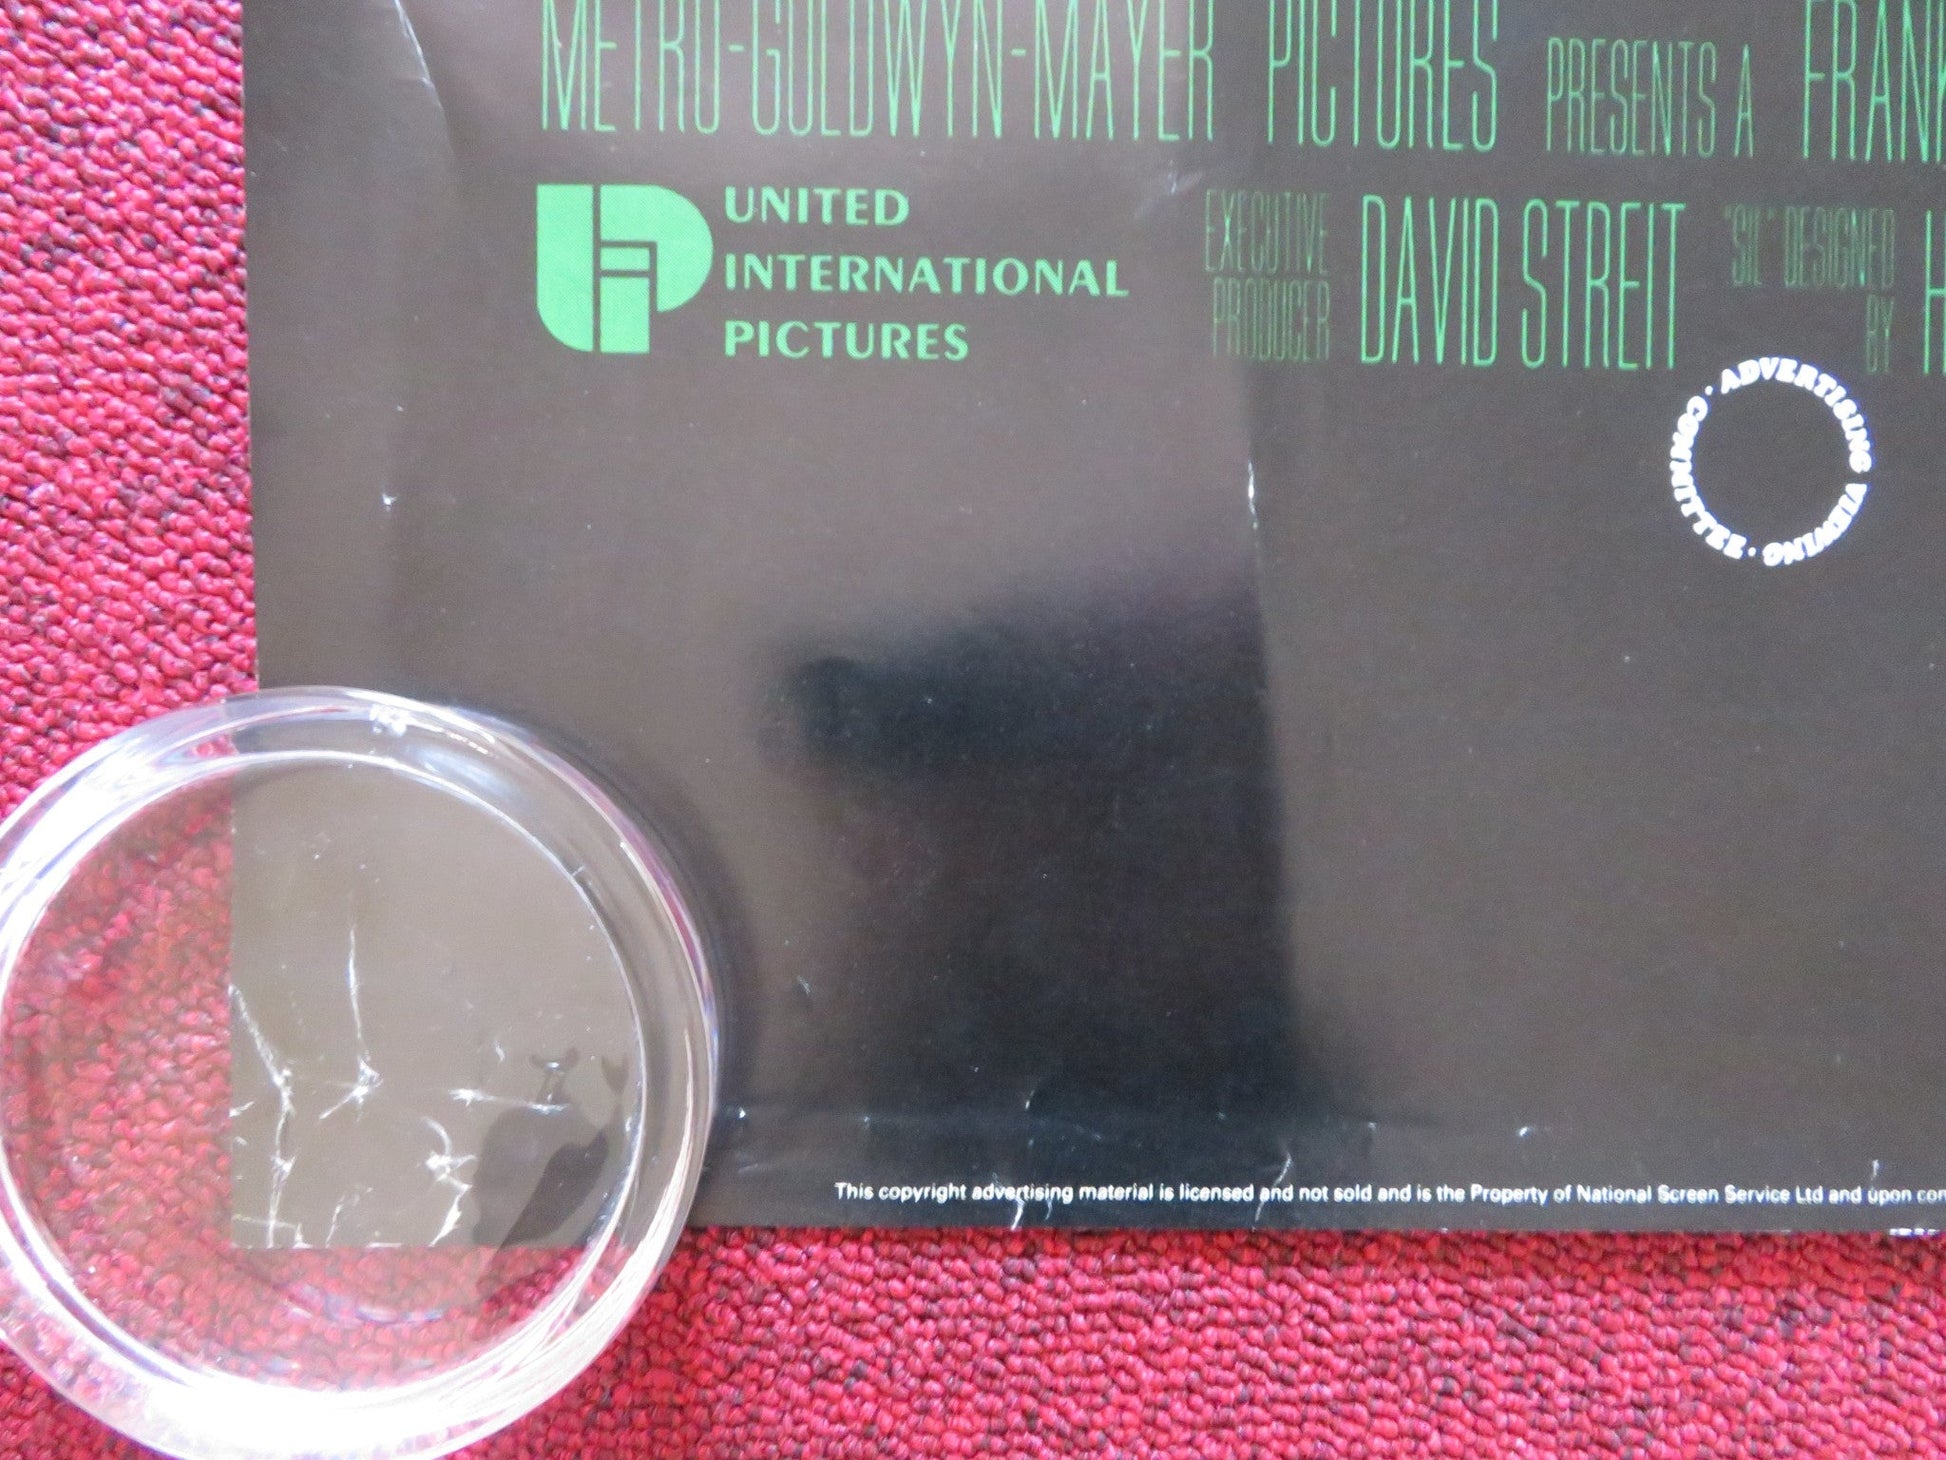 METRO-GOLDWYN-MAYER PICTURES PRESENTS A FRANK
UNITED
INTERNATIONAL
PICTURES
EXECUTIVE
PRODUCER DAVID STREIT "SIL" DESIGNED
BY H
· ADVERTISING VIEWING · COMMITTEE
This copyright advertising material is licensed and not sold and is the Property of National Screen Service Ltd and upon con